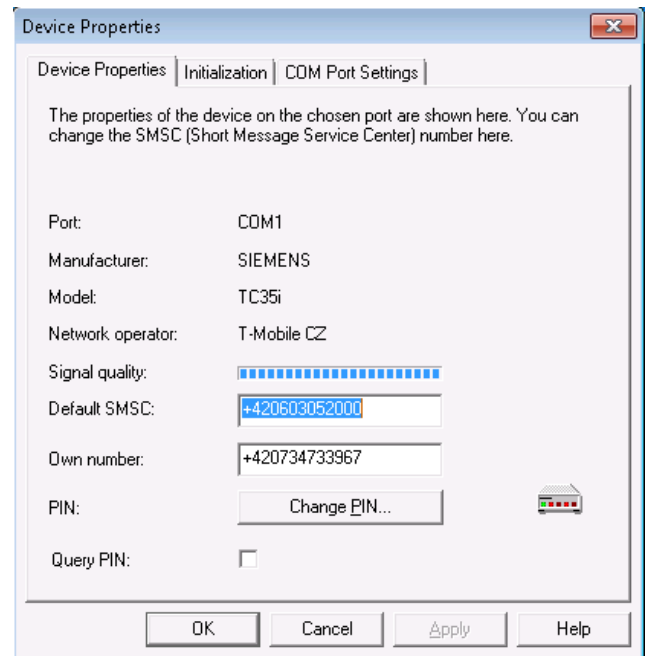 Device Properties
Device Properties Initialization COM Port Settings
The properties of the device on the chosen port are shown here. You can
change the SMSC (Short Message Service Center) number here.
Port: COM1
Manufacturer: SIEMENS
Model: TC35i
Network operator: T-Mobile CZ
Signal quality:
Default SMSC: +420603052000
Own number: +420734733967
PIN: Change PIN...
Query PIN:
OK Cancel Apply Help